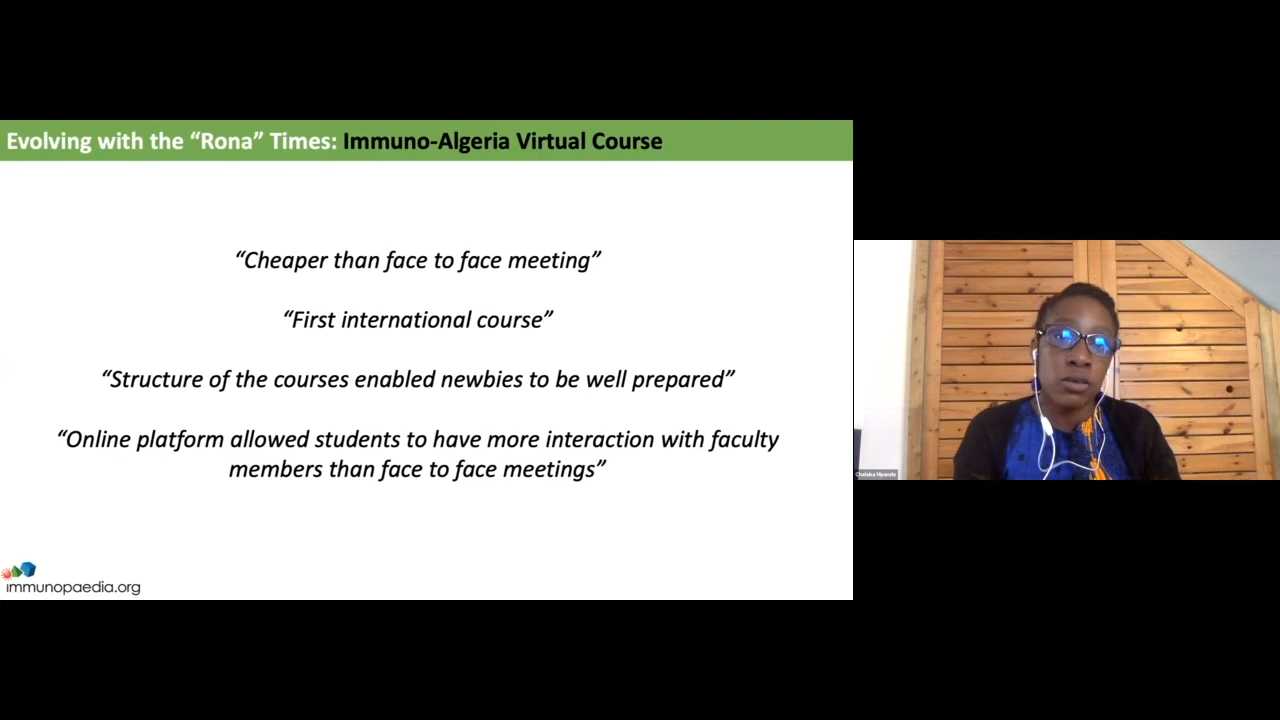 Evolving with the “Rona” Times: Immuno-Algeria Virtual Course
“Cheaper than face to face meeting”
“First international course”
“Structure of the courses enabled newbies to be well prepared”
“Online platform allowed students to have more interaction with faculty
members than face to face meetings”
immunopaedia.org
Cheleka Mpande